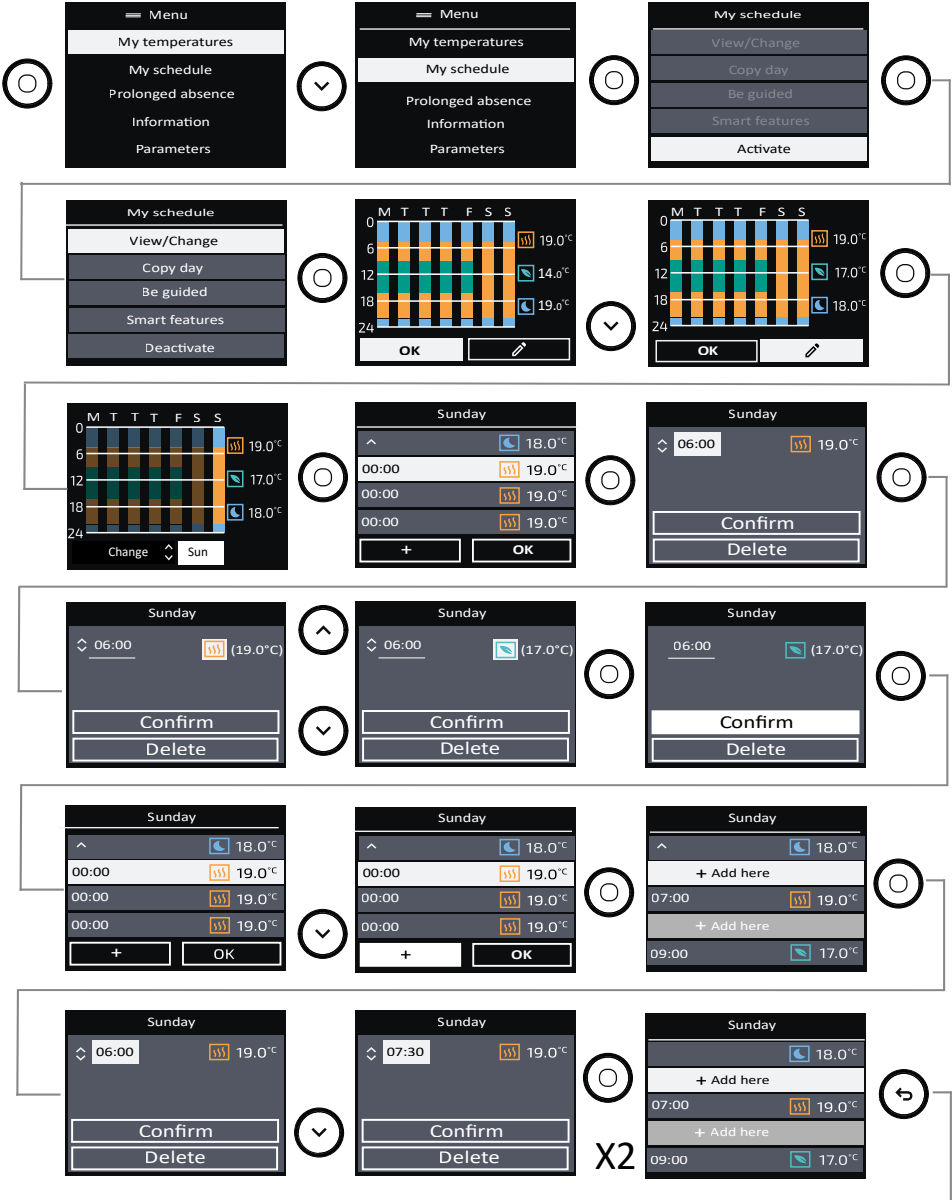 Menu
My temperatures
My schedule
Prolonged absence
Information
Parameters
Menu
My temperatures
My schedule
Prolonged absence
Information
Parameters
My schedule
View/Change
Copy day
Be guided
Smart features
Activate
My schedule
View/Change
Copy day
Be guided
Smart features
Deactivate
M T T T F S S
0
6
12
18
24
19.0°C
14.0°C
19.0°C
OK
M T T T F S S
0
6
12
18
24
19.0°C
17.0°C
18.0°C
OK
M T T T F S S
0
6
12
18
24
19.0°C
17.0°C
18.0°C
Change Sun
Sunday
18.0°C
00:00 19.0°C
00:00 19.0°C
00:00 19.0°C
+ OK
Sunday
06:00 19.0°C
Confirm
Delete
Sunday
06:00 (19.0°C)
Confirm
Delete
Sunday
06:00 (17.0°C)
Confirm
Delete
Sunday
06:00 (17.0°C)
Confirm
Delete
Sunday
18.0°C
00:00 19.0°C
00:00 19.0°C
00:00 19.0°C
+ OK
Sunday
18.0°C
00:00 19.0°C
00:00 19.0°C
00:00 19.0°C
+ OK
Sunday
18.0°C
+ Add here
07:00 19.0°C
+ Add here
09:00 17.0°C
Sunday
06:00 19.0°C
Confirm
Delete
Sunday
07:30 19.0°C
Confirm
Delete
X2
Sunday
18.0°C
+ Add here
07:00 19.0°C
+ Add here
09:00 17.0°C